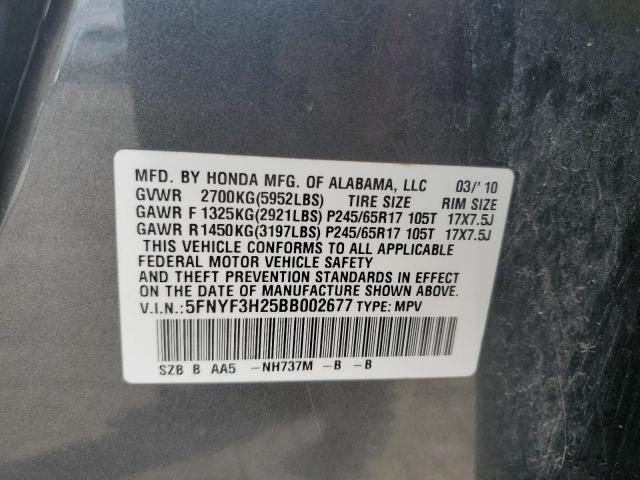 MFD. BY HONDA MFG. OF ALABAMA, LLC 03/'10
GVWR 2700KG(5952LBS) TIRE SIZE RIM SIZE
GAWR F 1325KG(2921LBS) P245/65R17 105T 17X7.5J
GAWR R1450KG(3197LBS) P245/65R17 105T 17X7.5J
THIS VEHICLE CONFORMS TO ALL APPLICABLE
FEDERAL MOTOR VEHICLE SAFETY
AND THEFT PREVENTION STANDARDS IN EFFECT
ON THE DATE OF MANUFACTURE SHOWN ABOVE.
V.I.N.:5FNYF3H25BB002677 TYPE: MPV
SZB B AA5 -NH737M -B -B